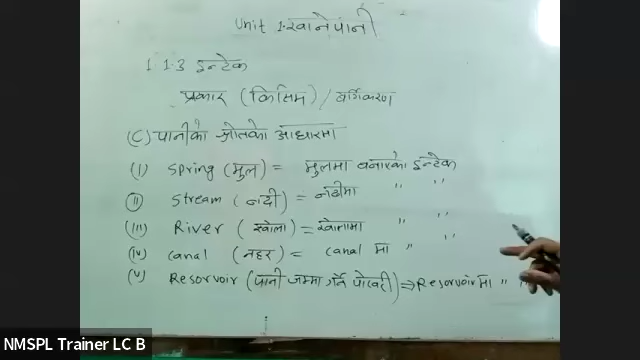 Unit 1 खानेपानी
1.1.3 इन्टेक
प्रकार (किसिम) / वर्गिकरण
(C) पानीको श्रोतको आधारमा
(i) Spring (मुल) = मुलमा बनाएको इन्टेक
(ii) Stream (नदी) = नदीमा " "
(iii) River (खोला) = खोलामा " "
(iv) Canal (नहर) = Canal मा " "
(v) Reservoir (पानी जम्मा गर्ने पोखरी) ⇒ Reservoir मा " "
NMSPL Trainer LC B